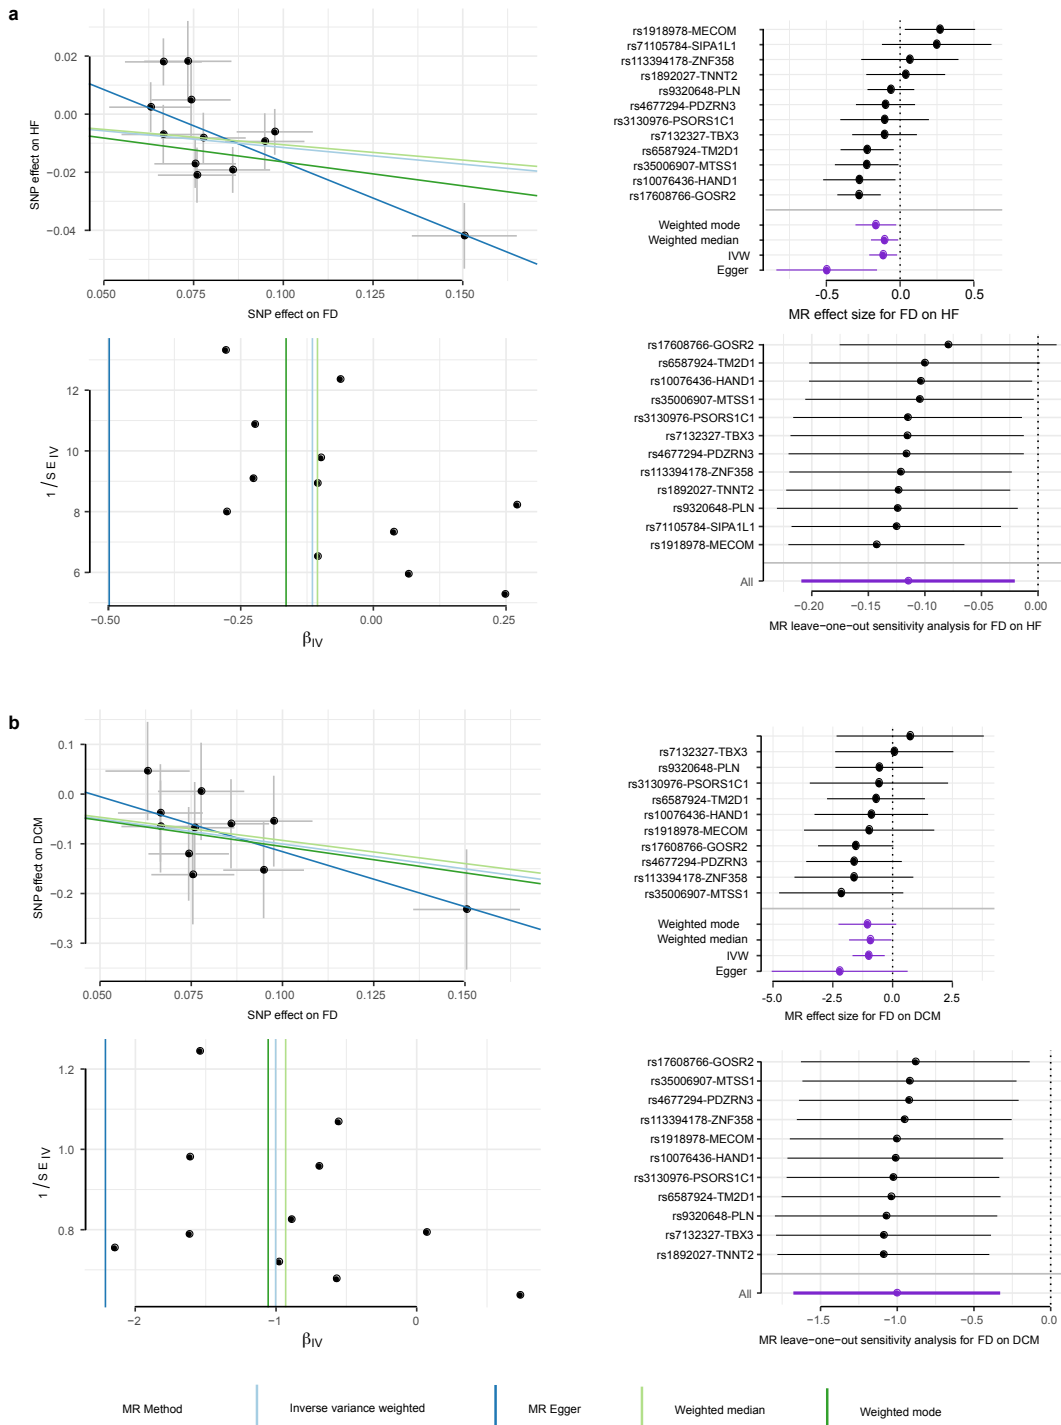 a
0.02
0.00
−0.02
−0.04
SNP effect on HF
0.050
0.075
0.100
0.125
0.150
SNP effect on FD
rs1918978-MECOM
rs71105784-SIPA1L1
rs113394178-ZNF358
rs1892027-TNNT2
rs9320648-PLN
rs4677294-PDZRN3
rs3130976-PSORS1C1
rs7132327-TBX3
rs6587924-TM2D1
rs35006907-MTSS1
rs10076436-HAND1
rs17608766-GOSR2
Weighted mode
Weighted median
IVW
Egger
-0.5
0.0
0.5
MR effect size for FD on HF
12
10
8
6
1 / SE IV
−0.50
−0.25
0.00
0.25
βIV
rs17608766-GOSR2
rs6587924-TM2D1
rs10076436-HAND1
rs35006907-MTSS1
rs3130976-PSORS1C1
rs7132327-TBX3
rs4677294-PDZRN3
rs113394178-ZNF358
rs1892027-TNNT2
rs9320648-PLN
rs71105784-SIPA1L1
rs1918978-MECOM
All
−0.20
−0.15
−0.10
−0.05
0.00
MR leave−one−out sensitivity analysis for FD on HF
b
0.1
0.0
−0.1
−0.2
−0.3
SNP effect on DCM
0.050
0.075
0.100
0.125
0.150
SNP effect on FD
rs7132327-TBX3
rs9320648-PLN
rs3130976-PSORS1C1
rs6587924-TM2D1
rs10076436-HAND1
rs1918978-MECOM
rs17608766-GOSR2
rs4677294-PDZRN3
rs113394178-ZNF358
rs35006907-MTSS1
Weighted mode
Weighted median
IVW
Egger
-5.0
-2.5
0.0
2.5
MR effect size for FD on DCM
1.2
1.0
0.8
1 / SE IV
−2
−1
0
βIV
rs17608766-GOSR2
rs35006907-MTSS1
rs4677294-PDZRN3
rs113394178-ZNF358
rs1918978-MECOM
rs10076436-HAND1
rs3130976-PSORS1C1
rs6587924-TM2D1
rs9320648-PLN
rs7132327-TBX3
rs1892027-TNNT2
All
−1.5
−1.0
−0.5
0.0
MR leave−one−out sensitivity analysis for FD on DCM
MR Method
Inverse variance weighted
MR Egger
Weighted median
Weighted mode